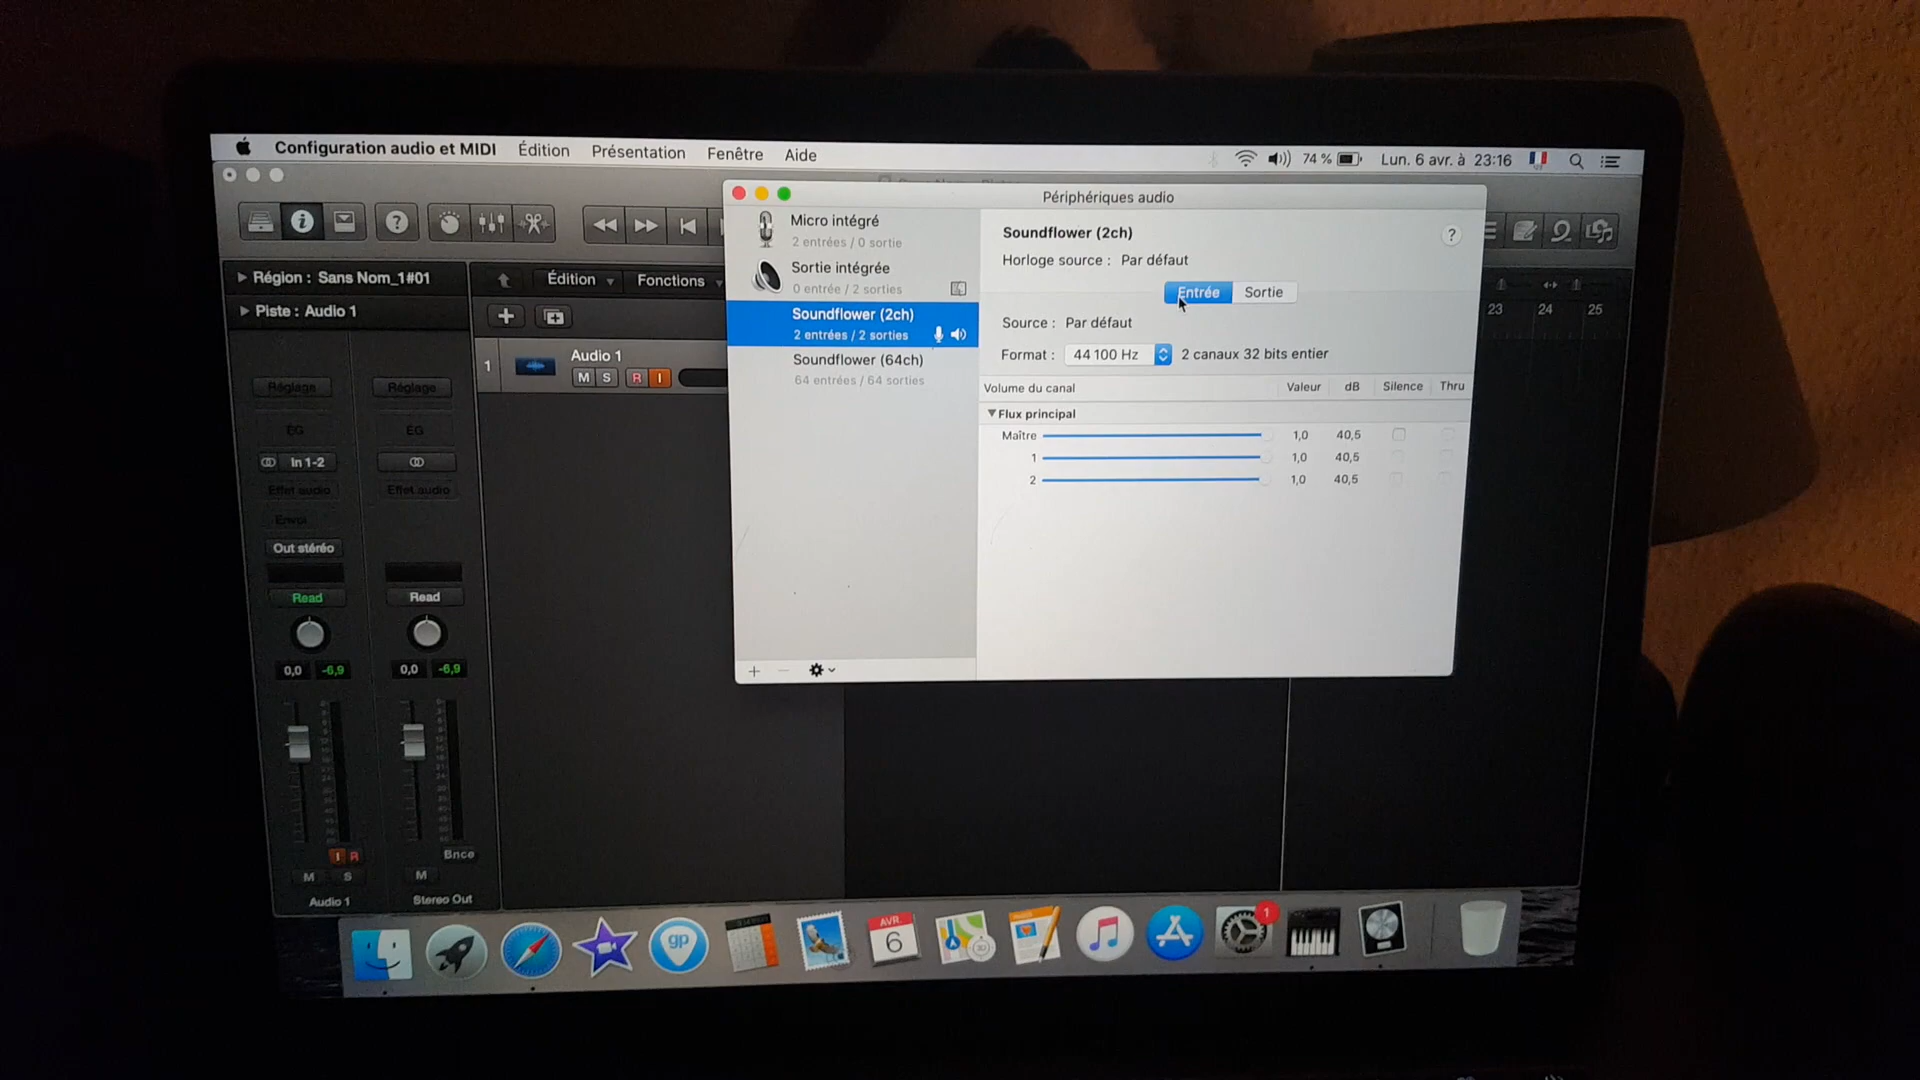 Configuration audio et MIDI Édition Présentation Fenêtre Aide
74 % Lun. 6 avr. à 23:16
Périphériques audio
Micro intégré
2 entrées / 0 sortie
Sortie intégrée
0 entrée / 2 sorties
Soundflower (2ch)
2 entrées / 2 sorties
Soundflower (64ch)
64 entrées / 64 sorties
Soundflower (2ch)
?
Horloge source : Par défaut
Entrée Sortie
Source : Par défaut
Format : 44 100 Hz 2 canaux 32 bits entier
Volume du canal Valeur dB Silence Thru
Flux principal
Maître 1,0 40,5
1 1,0 40,5
2 1,0 40,5
?
Région : Sans Nom_1#01
Piste : Audio 1
Édition Fonctions
23 24 25
1 Audio 1
M S R I
Réglage Réglage
EG EG
In 1-2
Effet audio Effet audio
Envoi
Out stéréo
Read Read
0,0 -6,9 0,0 -6,9
I R Bnce
M S M
Audio 1 Stereo Out
gp
AVR.
6
1